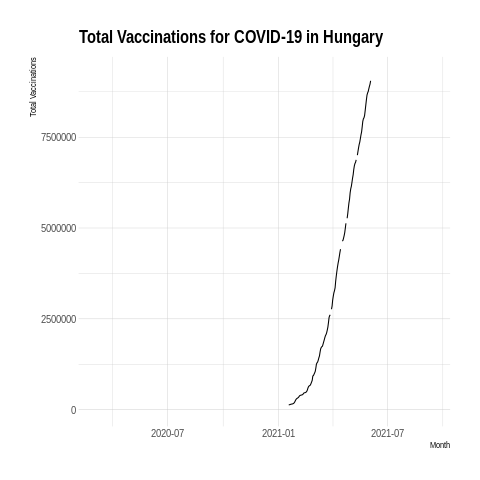 Total Vaccinations for COVID-19 in Hungary
Total Vaccinations
7500000
5000000
2500000
0
2020-07
2021-01
2021-07
Month